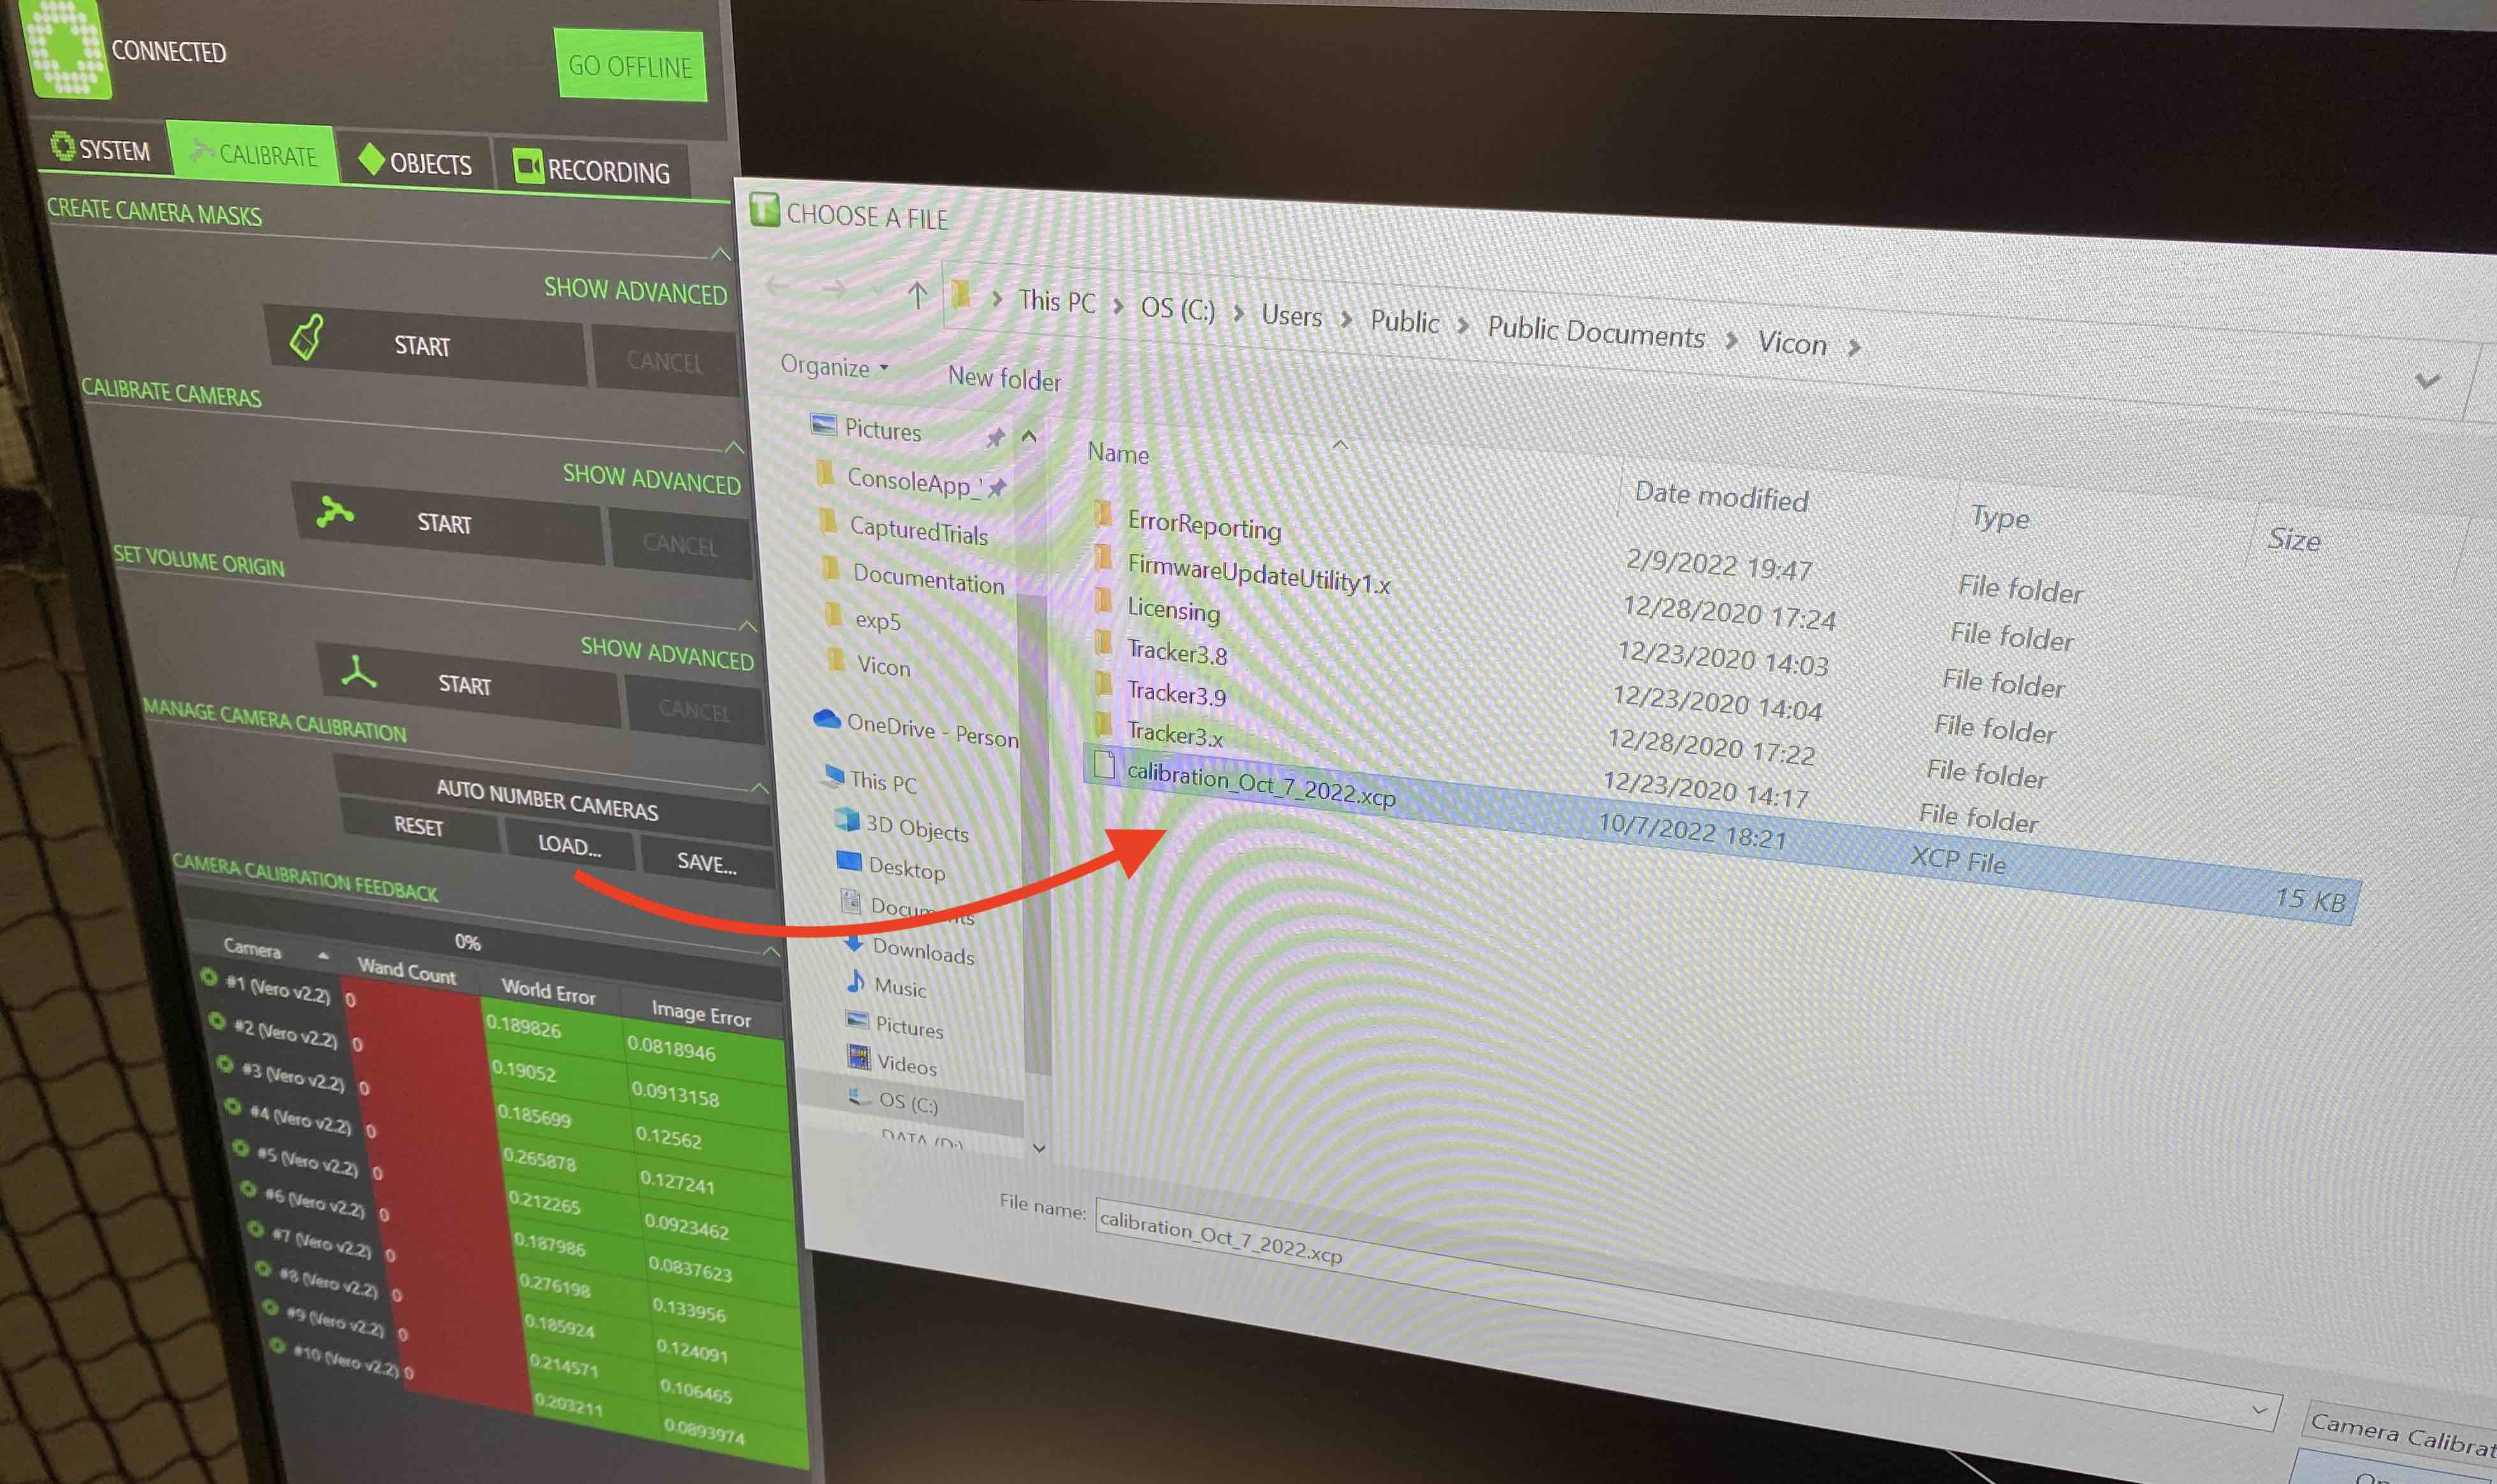 CONNECTED
GO OFFLINE
SYSTEM
CALIBRATE
OBJECTS
RECORDING
CREATE CAMERA MASKS
SHOW ADVANCED
START
CANCEL
CALIBRATE CAMERAS
SHOW ADVANCED
START
CANCEL
SET VOLUME ORIGIN
SHOW ADVANCED
START
CANCEL
MANAGE CAMERA CALIBRATION
AUTO NUMBER CAMERAS
RESET
LOAD...
SAVE...
CAMERA CALIBRATION FEEDBACK
0%
Camera Wand Count World Error Image Error
#1 (Vero v2.2) 0 0.189826 0.0818946
#2 (Vero v2.2) 0 0.19052 0.0913158
#3 (Vero v2.2) 0 0.185699 0.12562
#4 (Vero v2.2) 0 0.265878 0.127241
#5 (Vero v2.2) 0 0.212265 0.0923462
#6 (Vero v2.2) 0 0.187986 0.0837623
#7 (Vero v2.2) 0 0.276198 0.133956
#8 (Vero v2.2) 0 0.185924 0.124091
#9 (Vero v2.2) 0 0.214571 0.106465
#10 (Vero v2.2) 0 0.203211 0.0893974
CHOOSE A FILE
This PC > OS (C:) > Users > Public > Public Documents > Vicon >
Organize
New folder
Pictures
ConsoleApp_
CapturedTrials
Documentation
exp5
Vicon
OneDrive - Person
This PC
3D Objects
Desktop
Documents
Downloads
Music
Pictures
Videos
OS (C:)
DATA (D:)
Name Date modified Type Size
ErrorReporting 2/9/2022 19:47 File folder
FirmwareUpdateUtility1.x 12/28/2020 17:24 File folder
Licensing 12/23/2020 14:03 File folder
Tracker3.8 12/23/2020 14:04 File folder
Tracker3.9 12/28/2020 17:22 File folder
Tracker3.x 12/23/2020 14:17 File folder
calibration_Oct_7_2022.xcp 10/7/2022 18:21 XCP File 15 KB
File name: calibration_Oct_7_2022.xcp
Camera Calibrat